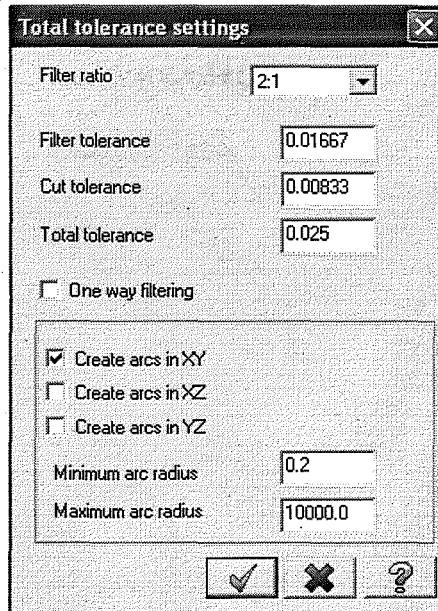 Total tolerance settings
Filter ratio 2:1
Filter tolerance 0.01667
Cut tolerance 0.00833
Total tolerance 0.025
One way filtering
Create arcs in XY
Create arcs in XZ
Create arcs in YZ
Minimum arc radius 0.2
Maximum arc radius 10000.0